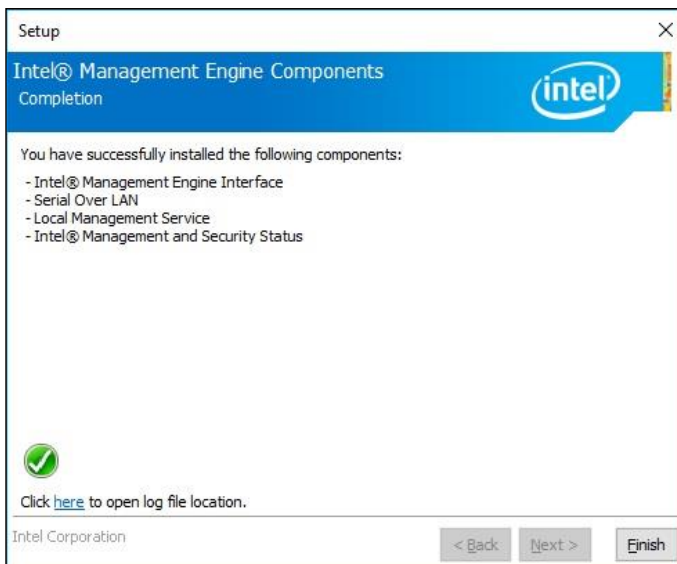 Setup
Intel® Management Engine Components
Completion
intel
You have successfully installed the following components:
- Intel® Management Engine Interface
- Serial Over LAN
- Local Management Service
- Intel® Management and Security Status
Click here to open log file location.
Intel Corporation
< Back Next > Finish